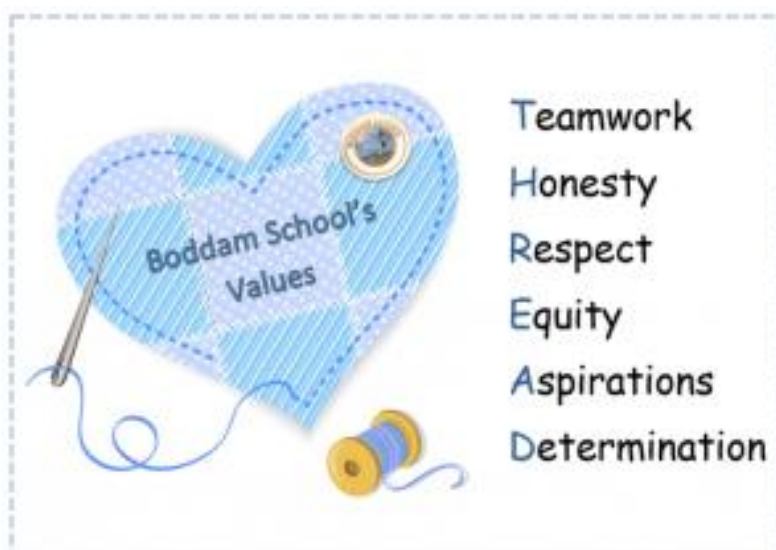 Boddam School's
Values
Teamwork
Honesty
Respect
Equity
Aspirations
Determination